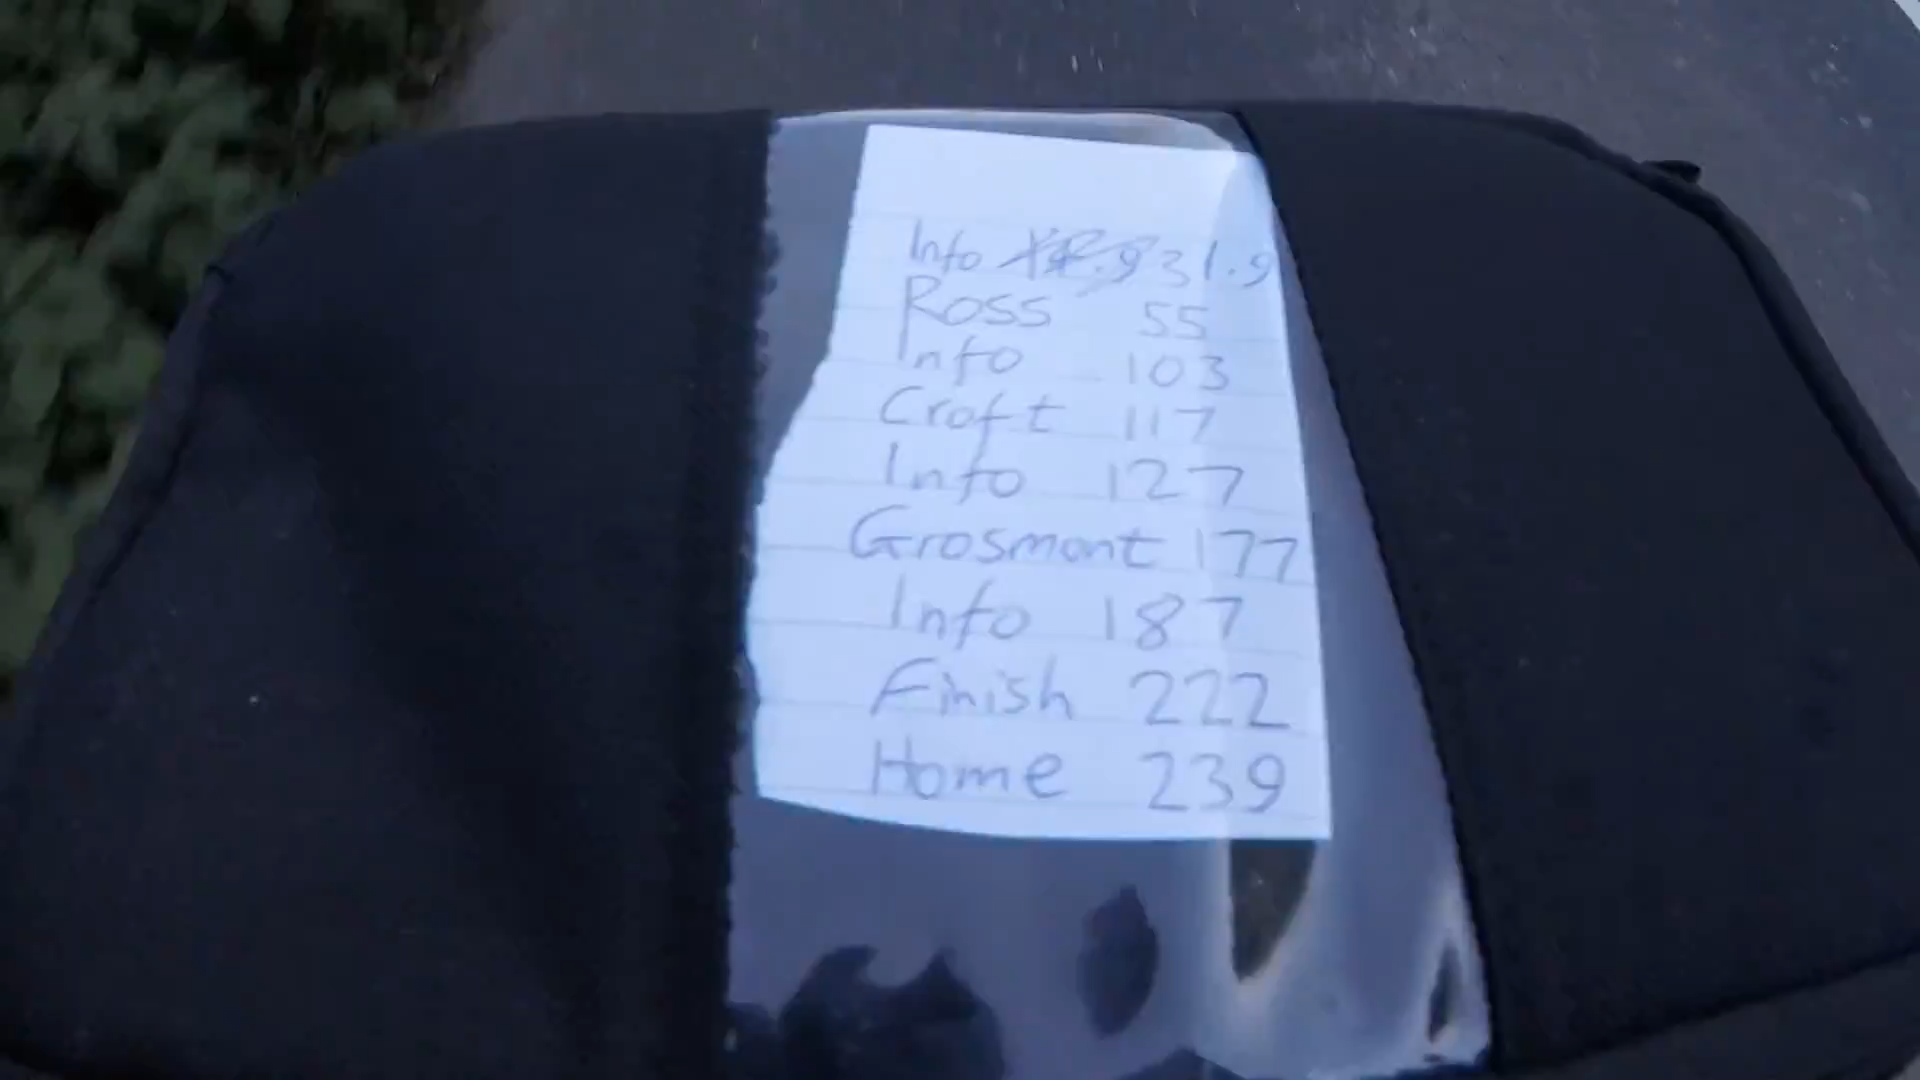 Info 31.9
Ross 55
Info 103
Croft 117
Info 127
Grosmont 177
Info 187
Finish 222
Home 239